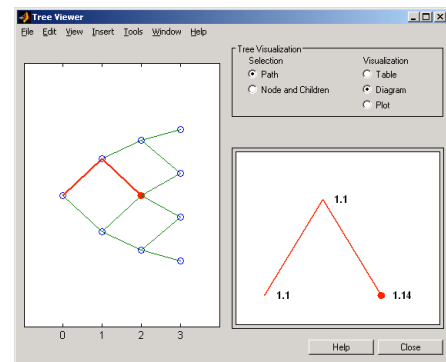 Tree Viewer
File Edit View Insert Tools Window Help
Tree Visualization
Selection
Path
Node and Children
Visualization
Table
Diagram
Plot
0 1 2 3
1.1
1.1
1.14
Help
Close